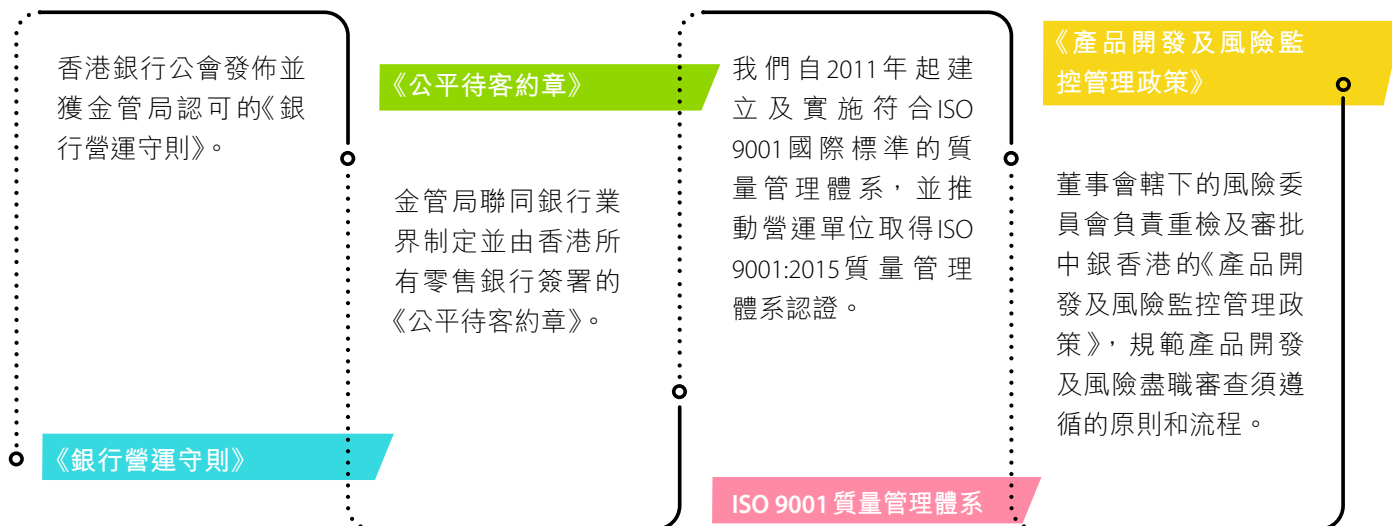 香港銀行公會發佈並
獲金管局認可的《銀
行營運守則》。
《銀行營運守則》
《公平待客約章》
金管局聯同銀行業
界制定並由香港所
有零售銀行簽署的
《公平待客約章》。
我們自2011年起建
立及實施符合ISO
9001國際標準的質
量管理體系，並推
動營運單位取得ISO
9001:2015質量管理
體系認證。
ISO 9001 質量管理體系
《產品開發及風險監
控管理政策》
董事會轄下的風險委
員會負責重檢及審批
中銀香港的《產品開
發及風險監控管理政
策》，規範產品開發
及風險盡職審查須遵
循的原則和流程。